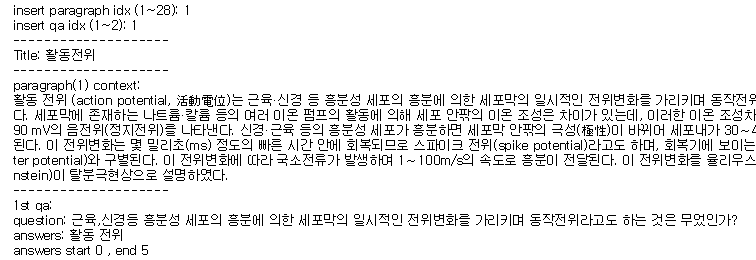 insert paragraph idx (1~28): 1
insert qa idx (1~2): 1
--------------------
Title: 활동전위
--------------------
paragraph(1) context:
활동 전위 (action potential, 活動電位)는 근육·신경 등 흥분성 세포의 흥분에 의한 세포막의 일시적인 전위변화를 가리키며 동작전위
다. 세포막에 존재하는 나트륨·칼륨 등의 여러 이온 펌프의 활동에 의해 세포 안팎의 이온 조성은 차이가 있는데, 이러한 이온 조성차
90 mV의 음전위(정지전위)를 나타낸다. 신경·근육 등의 흥분성 세포가 흥분하면 세포막 안팎의 극성(極性)이 바뀌어 세포내가 30~4
된다. 이 전위변화는 몇 밀리초(ms) 정도의 빠른 시간 안에 회복되므로 스파이크 전위(spike potential)라고도 하며, 회복기에 보이는
ter potential)와 구별된다. 이 전위변화에 따라 국소전류가 발생하며 1~100m/s의 속도로 흥분이 전달된다. 이 전위변화를 율리우스
nstein)이 탈분극현상으로 설명하였다.
--------------------
1st qa:
question: 근육,신경등 흥분성 세포의 흥분에 의한 세포막의 일시적인 전위변화를 가리키며 동작전위라고도 하는 것은 무엇인가?
answers: 활동 전위
answers start 0 , end 5